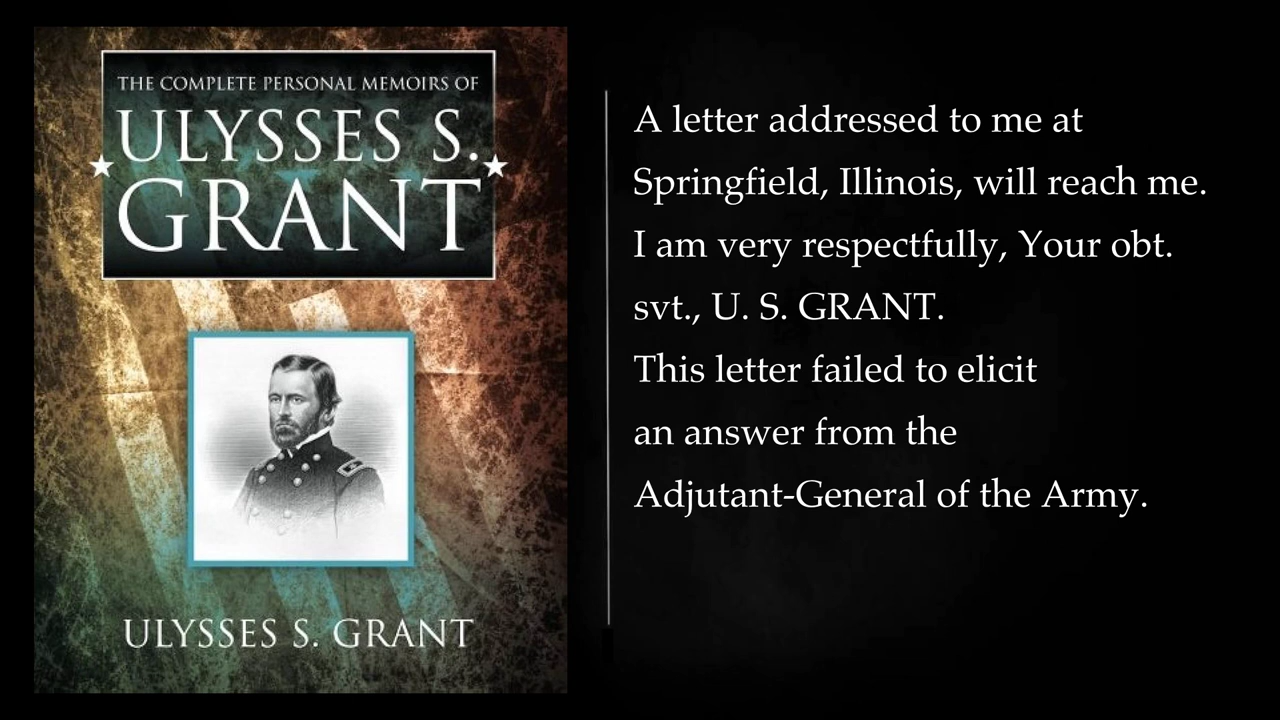 THE COMPLETE PERSONAL MEMOIRS OF
ULYSSES S.
GRANT
ULYSSES S. GRANT
A letter addressed to me at
Springfield, Illinois, will reach me.
I am very respectfully, Your obt.
svt., U. S. GRANT.
This letter failed to elicit
an answer from the
Adjutant-General of the Army.